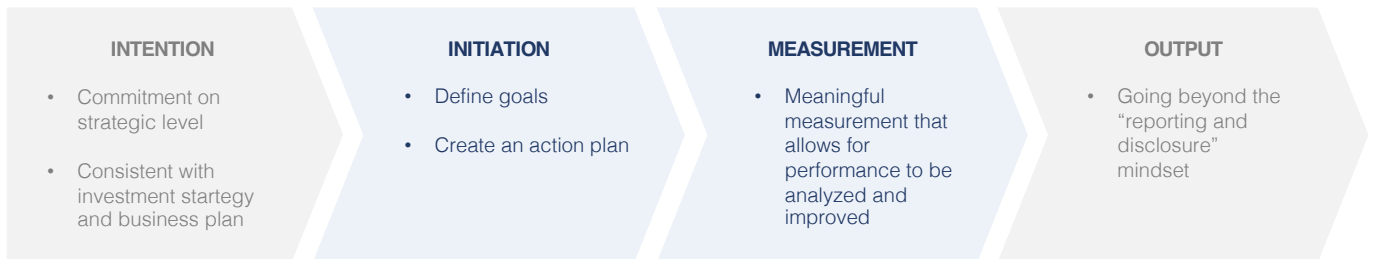 INTENTION
• Commitment on
strategic level
• Consistent with
investment startegy
and business plan
INITIATION
• Define goals
• Create an action plan
MEASUREMENT
• Meaningful
measurement that
allows for
performance to be
analyzed and
improved
OUTPUT
• Going beyond the
“reporting and
disclosure”
mindset